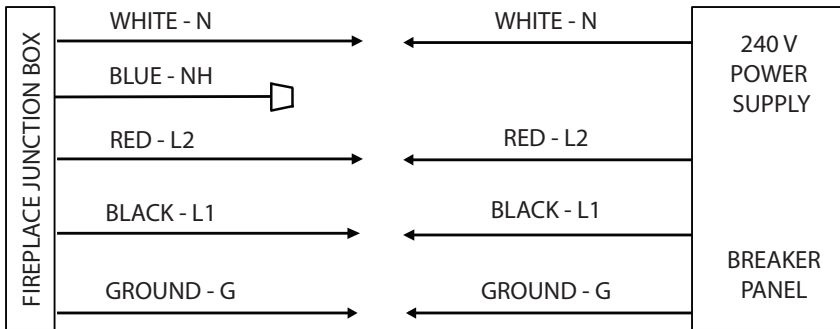 FIREPLACE JUNCTION BOX
WHITE - N
BLUE - NH
RED - L2
BLACK - L1
GROUND - G
WHITE - N
RED - L2
BLACK - L1
GROUND - G
240 V
POWER
SUPPLY
BREAKER
PANEL